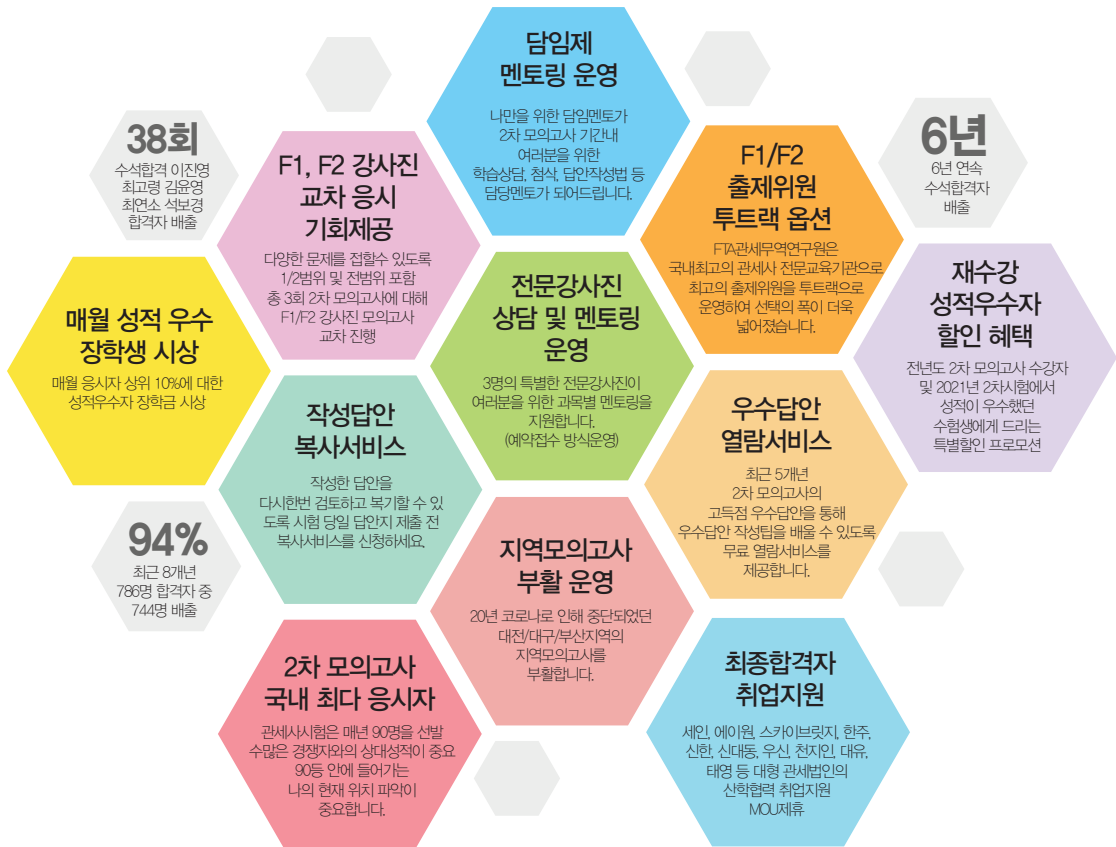 담임제
멘토링 운영
나만을 위한 담임멘토가
2차 모의고사 기간내
여러분을 위한
학습상담, 첨삭, 답안작성법 등
담당멘토가 되어드립니다.
38회
수석합격 이진영
최고령 김윤영
최연소 석보경
합격자 배출
F1, F2 강사진
교차 응시
기회제공
다양한 문제를 접할수 있도록
1/2범위 및 전범위 포함
총 3회 2차 모의고사에 대해
F1/F2 강사진 모의고사
교차 진행
F1/F2
출제위원
투트랙 옵션
FTA관세무역연구원은
국내최고의 관세사 전문교육기관으로
최고의 출제위원을 투트랙으로
운영하여 선택의 폭이 더욱
넓어졌습니다.
6년
6년 연속
수석합격자
배출
매월 성적 우수
장학생 시상
매월 응시자 상위 10%에 대한
성적우수자 장학금 시상
전문강사진
상담 및 멘토링
운영
3명의 특별한 전문강사진이
여러분을 위한 과목별 멘토링을
지원합니다.
(예약접수 방식운영)
재수강
성적우수자
할인 혜택
전년도 2차 모의고사 수강자
및 2021년 2차시험에서
성적이 우수했던
수험생에게 드리는
특별할인 프로모션
작성답안
복사서비스
작성한 답안을
다시한번 검토하고 복기할 수 있
도록 시험 당일 답안지 제출 전
복사서비스를 신청하세요.
우수답안
열람서비스
최근 5개년
2차 모의고사의
고득점 우수답안을 통해
우수답안 작성팁을 배울 수 있도록
무료 열람서비스를
제공합니다.
94%
최근 8개년
786명 합격자 중
744명 배출
지역모의고사
부활 운영
20년 코로나로 인해 중단되었던
대전/대구/부산지역의
지역모의고사를
부활합니다.
2차 모의고사
국내 최다 응시자
관세사시험은 매년 90명을 선발
수많은 경쟁자와의 상대성적이 중요
90등 안에 들어가는
나의 현재 위치 파악이
중요합니다.
최종합격자
취업지원
세인, 에이원, 스카이브릿지, 한주,
신한, 신대동, 우신, 천지인, 대유,
태영 등 대형 관세법인의
산학협력 취업지원
MOU제휴